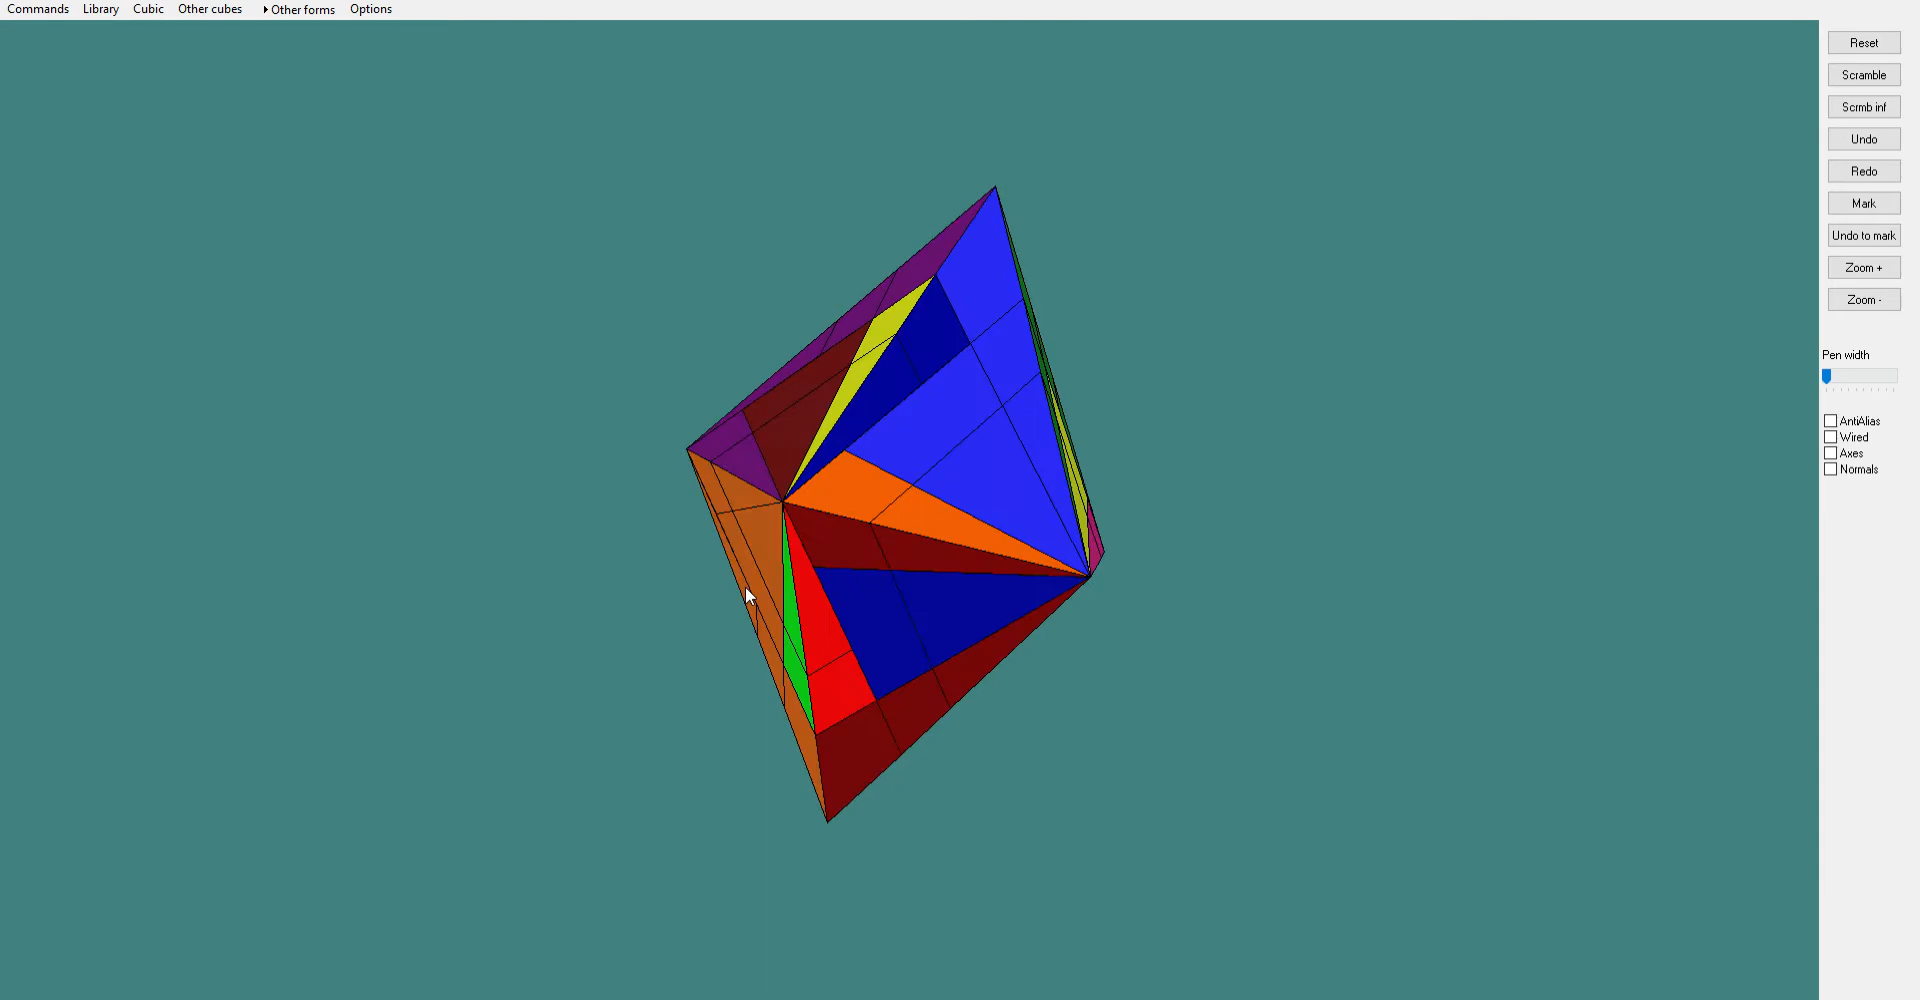 Commands Library Cubic Other cubes Other forms Options
Reset
Scramble
Scrmb inf
Undo
Redo
Mark
Undo to mark
Zoom +
Zoom -
Pen width
AntiAlias
Wired
Axes
Normals